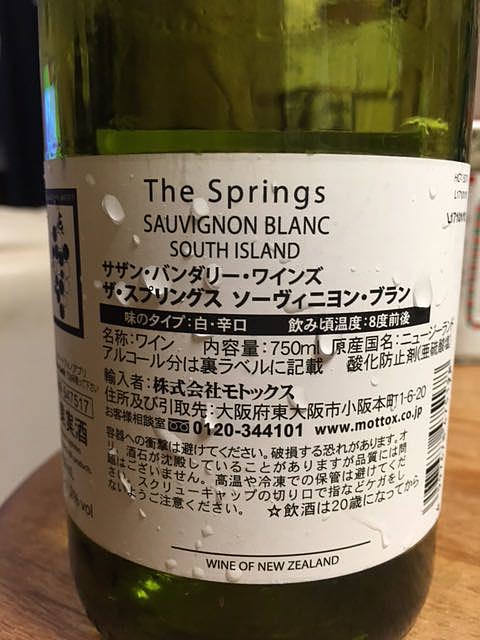 The Springs
SAUVIGNON BLANC
SOUTH ISLAND
サザン・バンダリー・ワインズ
ザ・スプリングス ソーヴィニヨン・ブラン
味のタイプ:白・辛口 飲み頃温度:8度前後
名称:ワイン 内容量:750ml 原産国名:ニュージーランド
アルコール分は裏ラベルに記載 酸化防止剤(亜硫酸塩)
輸入者:株式会社モトックス
住所及び引取先:大阪府東大阪市小阪本町1-6-20
お客様相談室 0120-344101 www.mottox.co.jp
容器への衝撃は避けてください。破損する恐れがあります。オ
酒石が沈殿していることがありますが品質には問
題はございません。高温や冷凍での保管は避けてくだ
スクリューキャップの切り口で指などケガをし
ないようご注意ください。 ☆飲酒は20歳になってから
WINE OF NEW ZEALAND
47517
実酒
% vol